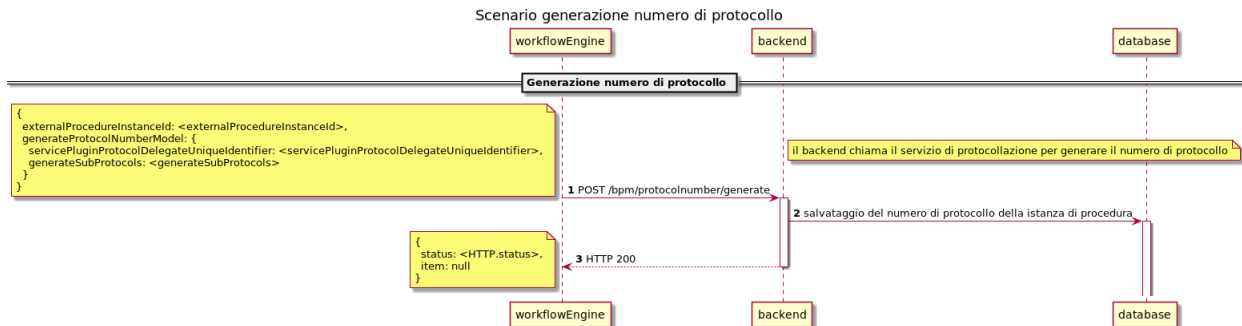 Scenario generazione numero di protocollo
workflowEngine
backend
database
Generazione numero di protocollo
{
externalProcedureInstanceId: <externalProcedureInstanceId>,
generateProtocolNumberModel: {
servicePluginProtocolDelegateUniqueIdentifier: <servicePluginProtocolDelegateUniqueIdentifier>,
generateSubProtocols: <generateSubProtocols>
}
}
il backend chiama il servizio di protocollazione per generare il numero di protocollo
1 POST /bpm/protocolnumber/generate
2 salvataggio del numero di protocollo della istanza di procedura
{
status: <HTTP.status>,
item: null
}
3 HTTP 200
workflowEngine
backend
database